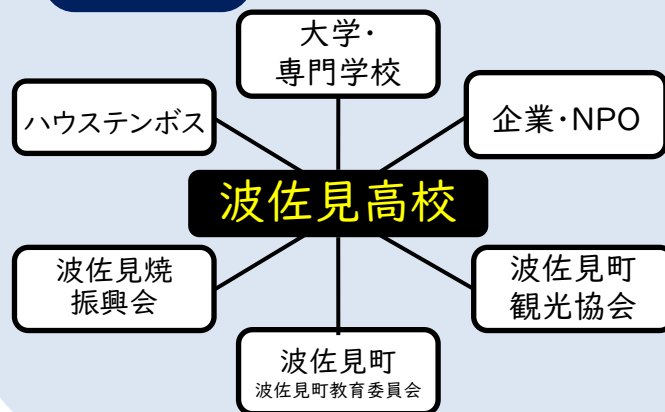 大学・
専門学校
ハウステンボス
企業・NPO
波佐見高校
波佐見焼
振興会
波佐見町
観光協会
波佐見町
波佐見町教育委員会